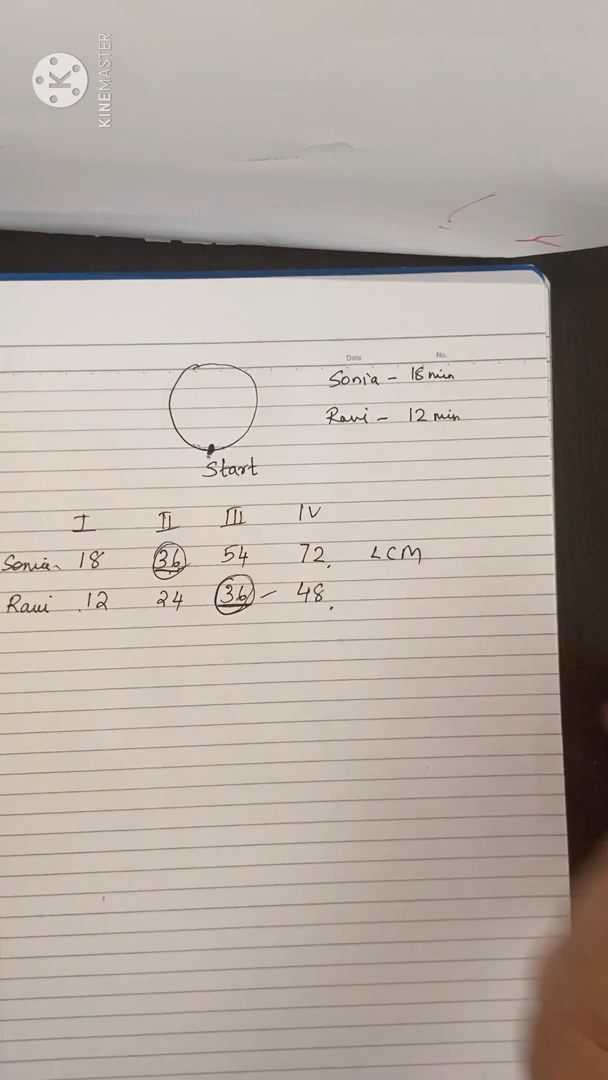 KINEMASTER
Date No.
Sonia - 18 min
Ravi - 12 min
Start
I II III IV
Sonia - 18 36 54 72. LCM
Ravi 12 24 36 - 48.